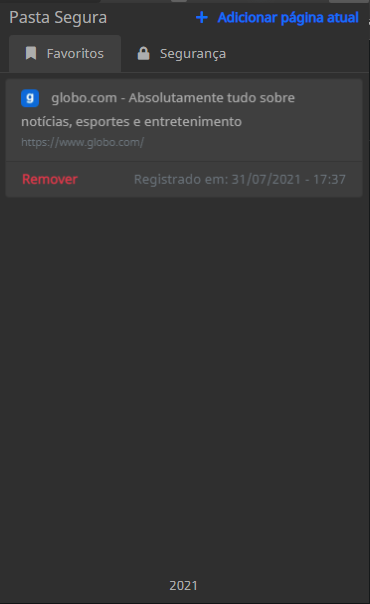 Pasta Segura
+ Adicionar página atual
Favoritos
Segurança
g globo.com - Absolutamente tudo sobre
notícias, esportes e entretenimento
https://www.globo.com/
Remover
Registrado em: 31/07/2021 - 17:37
2021